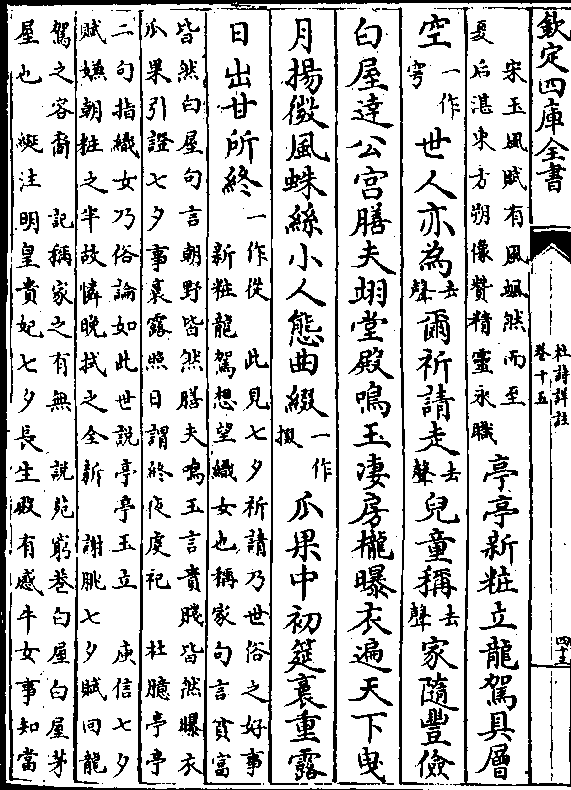 欽定四庫全書
杜詩詳註
卷十五
四十三
宋玉風賦有風颯然而至
夏后湛東方朔像贊精靈永戢
亭亭新粧立龍駕具層
空
一作
穹
世人亦為
去
聲
爾祈請走
去
聲
兒童稱
去
聲
家隨豐儉
白屋達公宮膳夫翊堂殿鳴玉凄房櫳曝衣遍天下曳
月揚微風蛛絲小人態曲綴
一作
掇
瓜果中初筵裛重露
日出甘所終
一作從
此見七夕祈請乃世俗之好事
新粧龍駕想望織女也稱家句言貧富
皆然白屋句言朝野皆然膳夫鳴玉言貴賤皆然曝衣
瓜果引證七夕事裛露照日謂終夜虔祀
杜臆亭亭
二句指織女乃俗論如此世說亭亭玉立
庾信七夕
賦嫌朝粧之半故憐晚拭之全新
謝朓七夕賦回龍
駕之容裔
記稱家之有無
說苑窮巷白屋白屋茅
屋也
綖注
明皇貴妃七夕長生殿有感牛女事知當